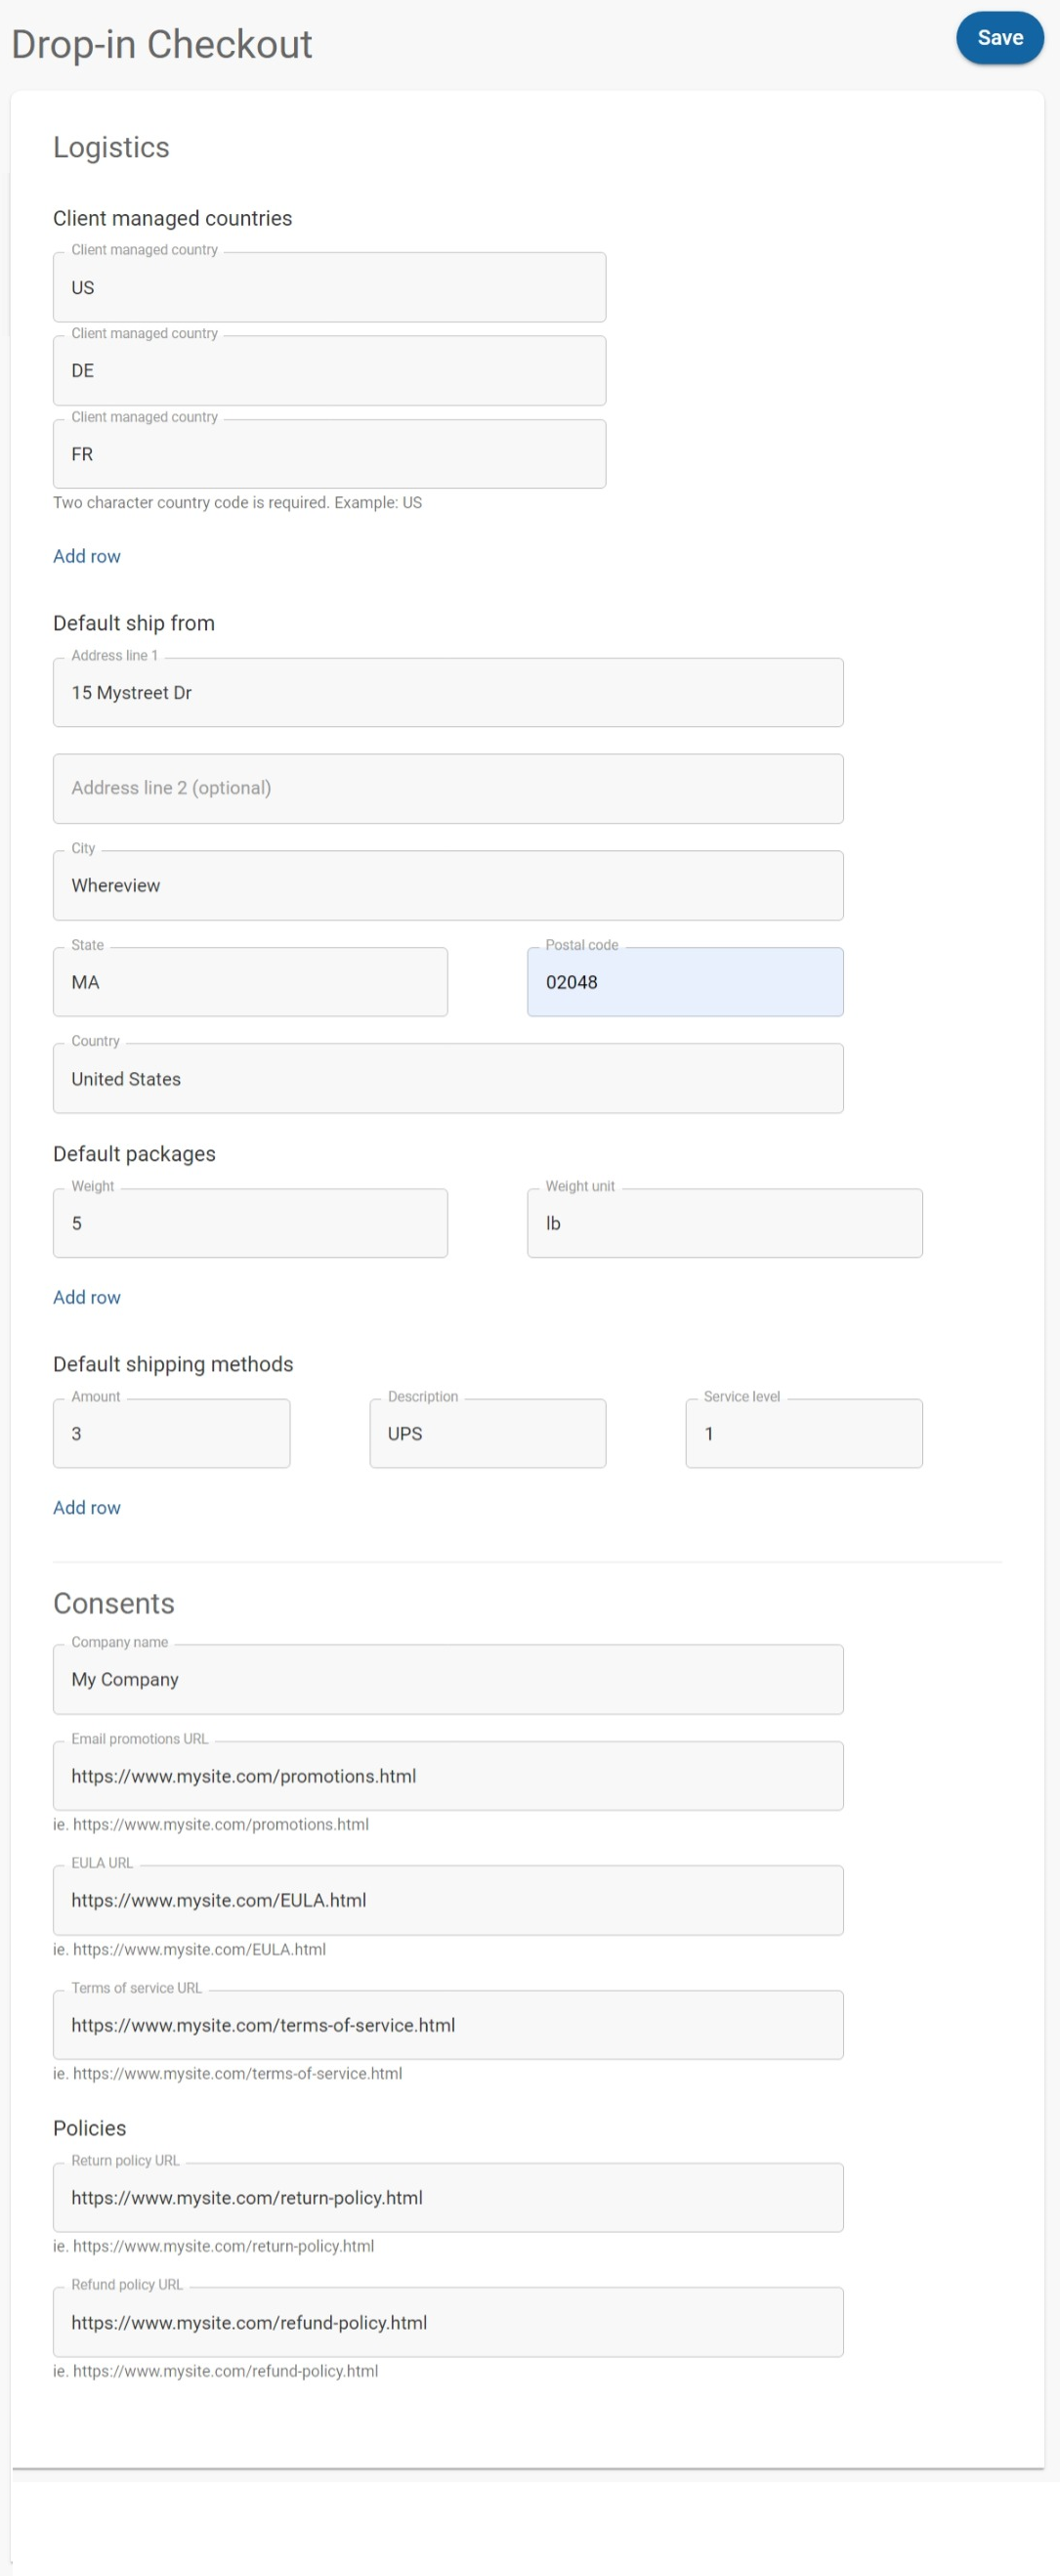 Drop-in Checkout
Save
Logistics
Client managed countries
Client managed country
US
Client managed country
DE
Client managed country
FR
Two character country code is required. Example: US
Add row
Default ship from
Address line 1
15 Mystreet Dr
Address line 2 (optional)
City
Whereview
State
MA
Postal code
02048
Country
United States
Default packages
Weight
5
Weight unit
lb
Add row
Default shipping methods
Amount
3
Description
UPS
Service level
1
Add row
Consents
Company name
My Company
Email promotions URL
https://www.mysite.com/promotions.html
ie. https://www.mysite.com/promotions.html
EULA URL
https://www.mysite.com/EULA.html
ie. https://www.mysite.com/EULA.html
Terms of service URL
https://www.mysite.com/terms-of-service.html
ie. https://www.mysite.com/terms-of-service.html
Policies
Return policy URL
https://www.mysite.com/return-policy.html
ie. https://www.mysite.com/return-policy.html
Refund policy URL
https://www.mysite.com/refund-policy.html
ie. https://www.mysite.com/refund-policy.html